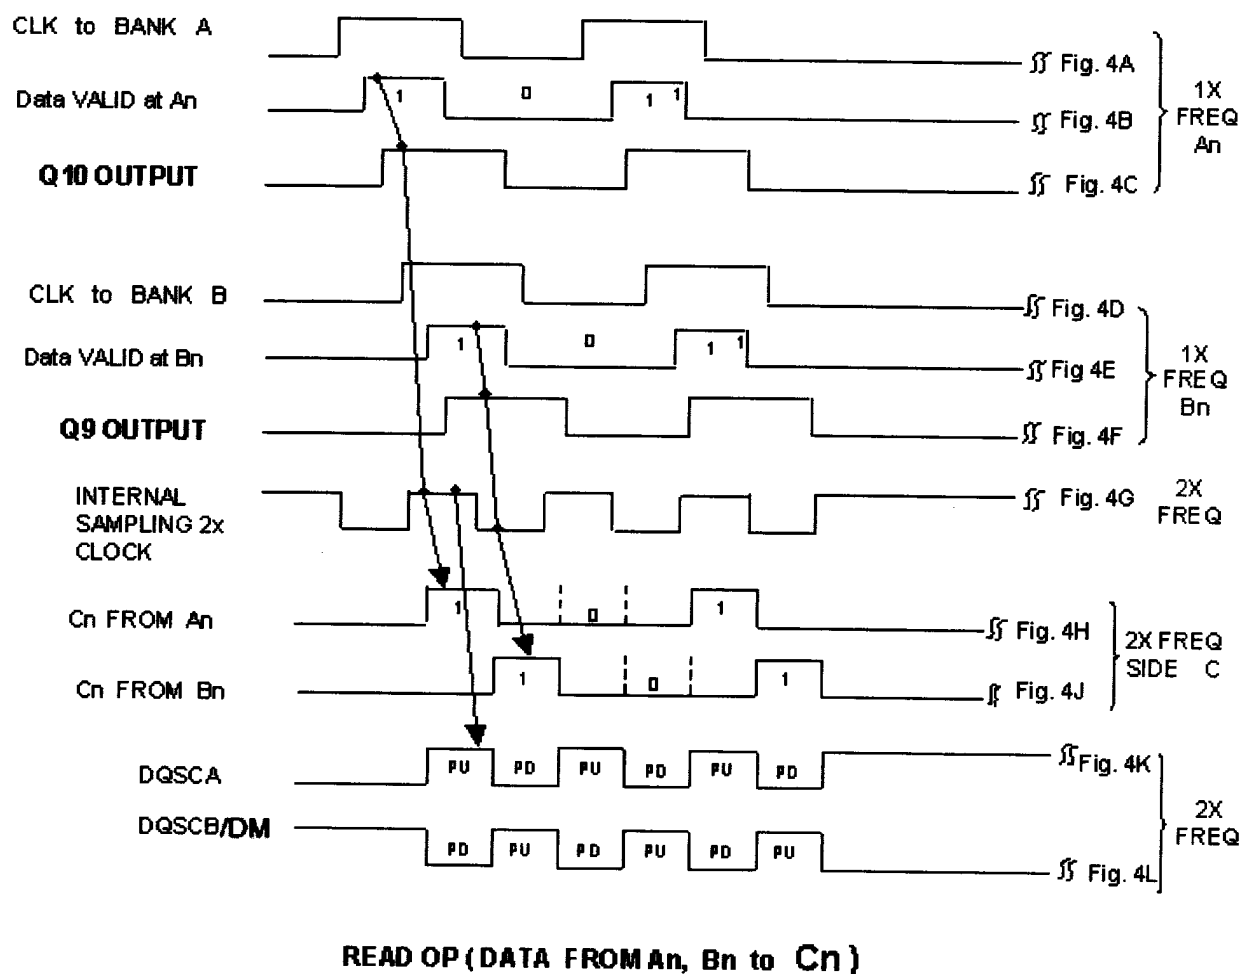 CLK to BANK A
Fig. 4A
Data VALID at An
1 0 1 1
Fig. 4B
1X
FREQ
An
Q10 OUTPUT
Fig. 4C
CLK to BANK B
Fig. 4D
Data VALID at Bn
1 0 1 1
Fig 4E
1X
FREQ
Bn
Q9 OUTPUT
Fig. 4F
INTERNAL
SAMPLING 2x
CLOCK
Fig. 4G
2X
FREQ
Cn FROM An
1 0 1
Fig. 4H
Cn FROM Bn
1 0 1
Fig. 4J
2X FREQ
SIDE C
DQSCA
PU PD PU PD PU PD
Fig. 4K
DQSCB/DM
PD PU PD PU PD PU
Fig. 4L
2X
FREQ
READ OP ( DATA FROM An, Bn to Cn )